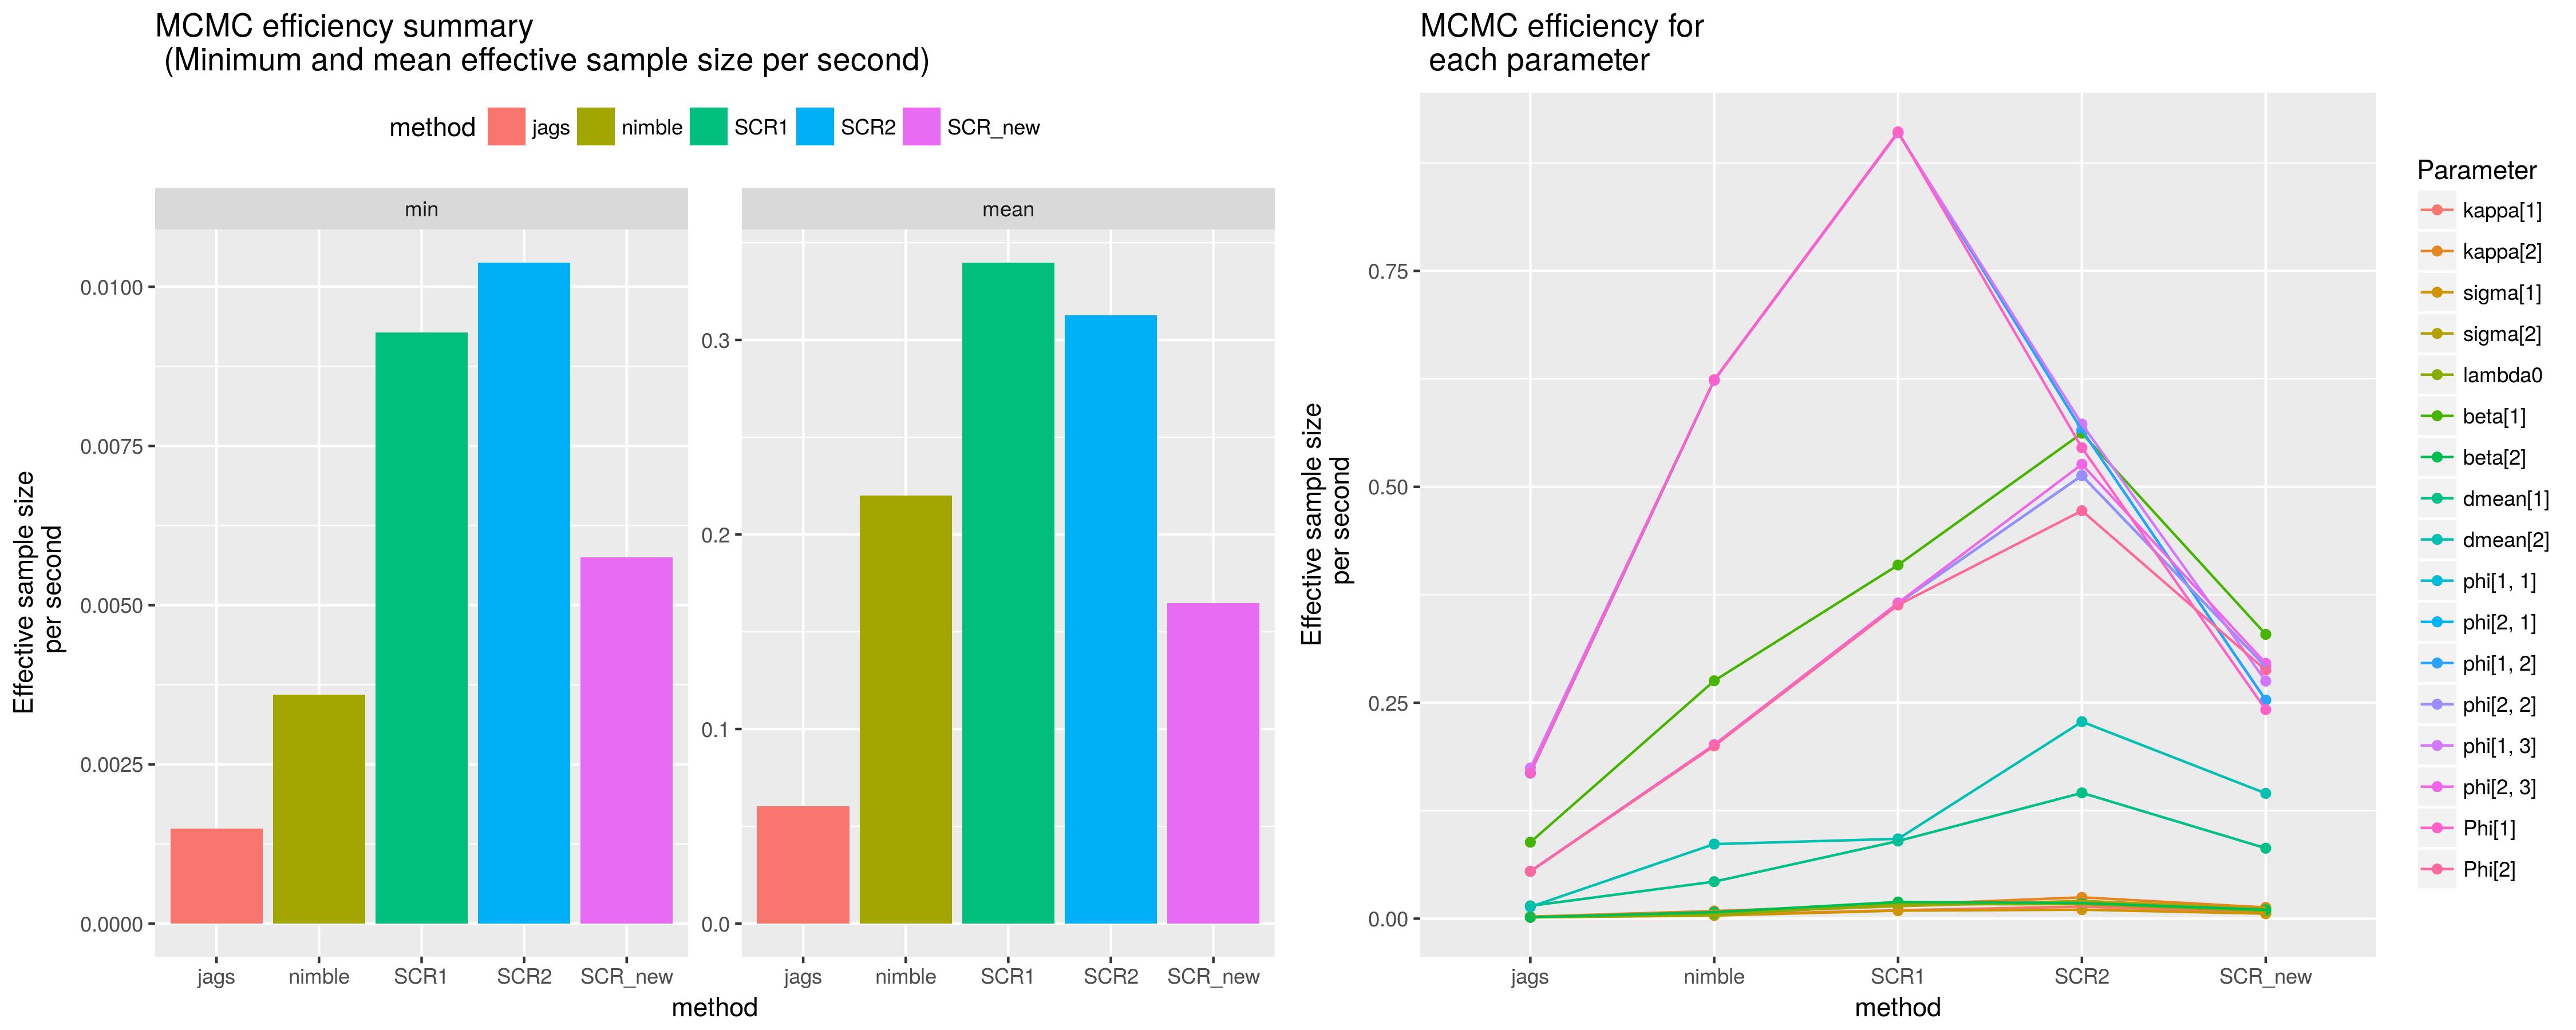 MCMC efficiency summary
(Minimum and mean effective sample size per second)
method jags nimble SCR1 SCR2 SCR_new
min
mean
Effective sample size
per second
0.0100
0.0075
0.0050
0.0025
0.0000
0.3
0.2
0.1
0.0
jags nimble SCR1 SCR2 SCR_new
jags nimble SCR1 SCR2 SCR_new
method
MCMC efficiency for
each parameter
Effective sample size
per second
0.75
0.50
0.25
0.00
jags nimble SCR1 SCR2 SCR_new
method
Parameter
kappa[1]
kappa[2]
sigma[1]
sigma[2]
lambda0
beta[1]
beta[2]
dmean[1]
dmean[2]
phi[1, 1]
phi[2, 1]
phi[1, 2]
phi[2, 2]
phi[1, 3]
phi[2, 3]
Phi[1]
Phi[2]